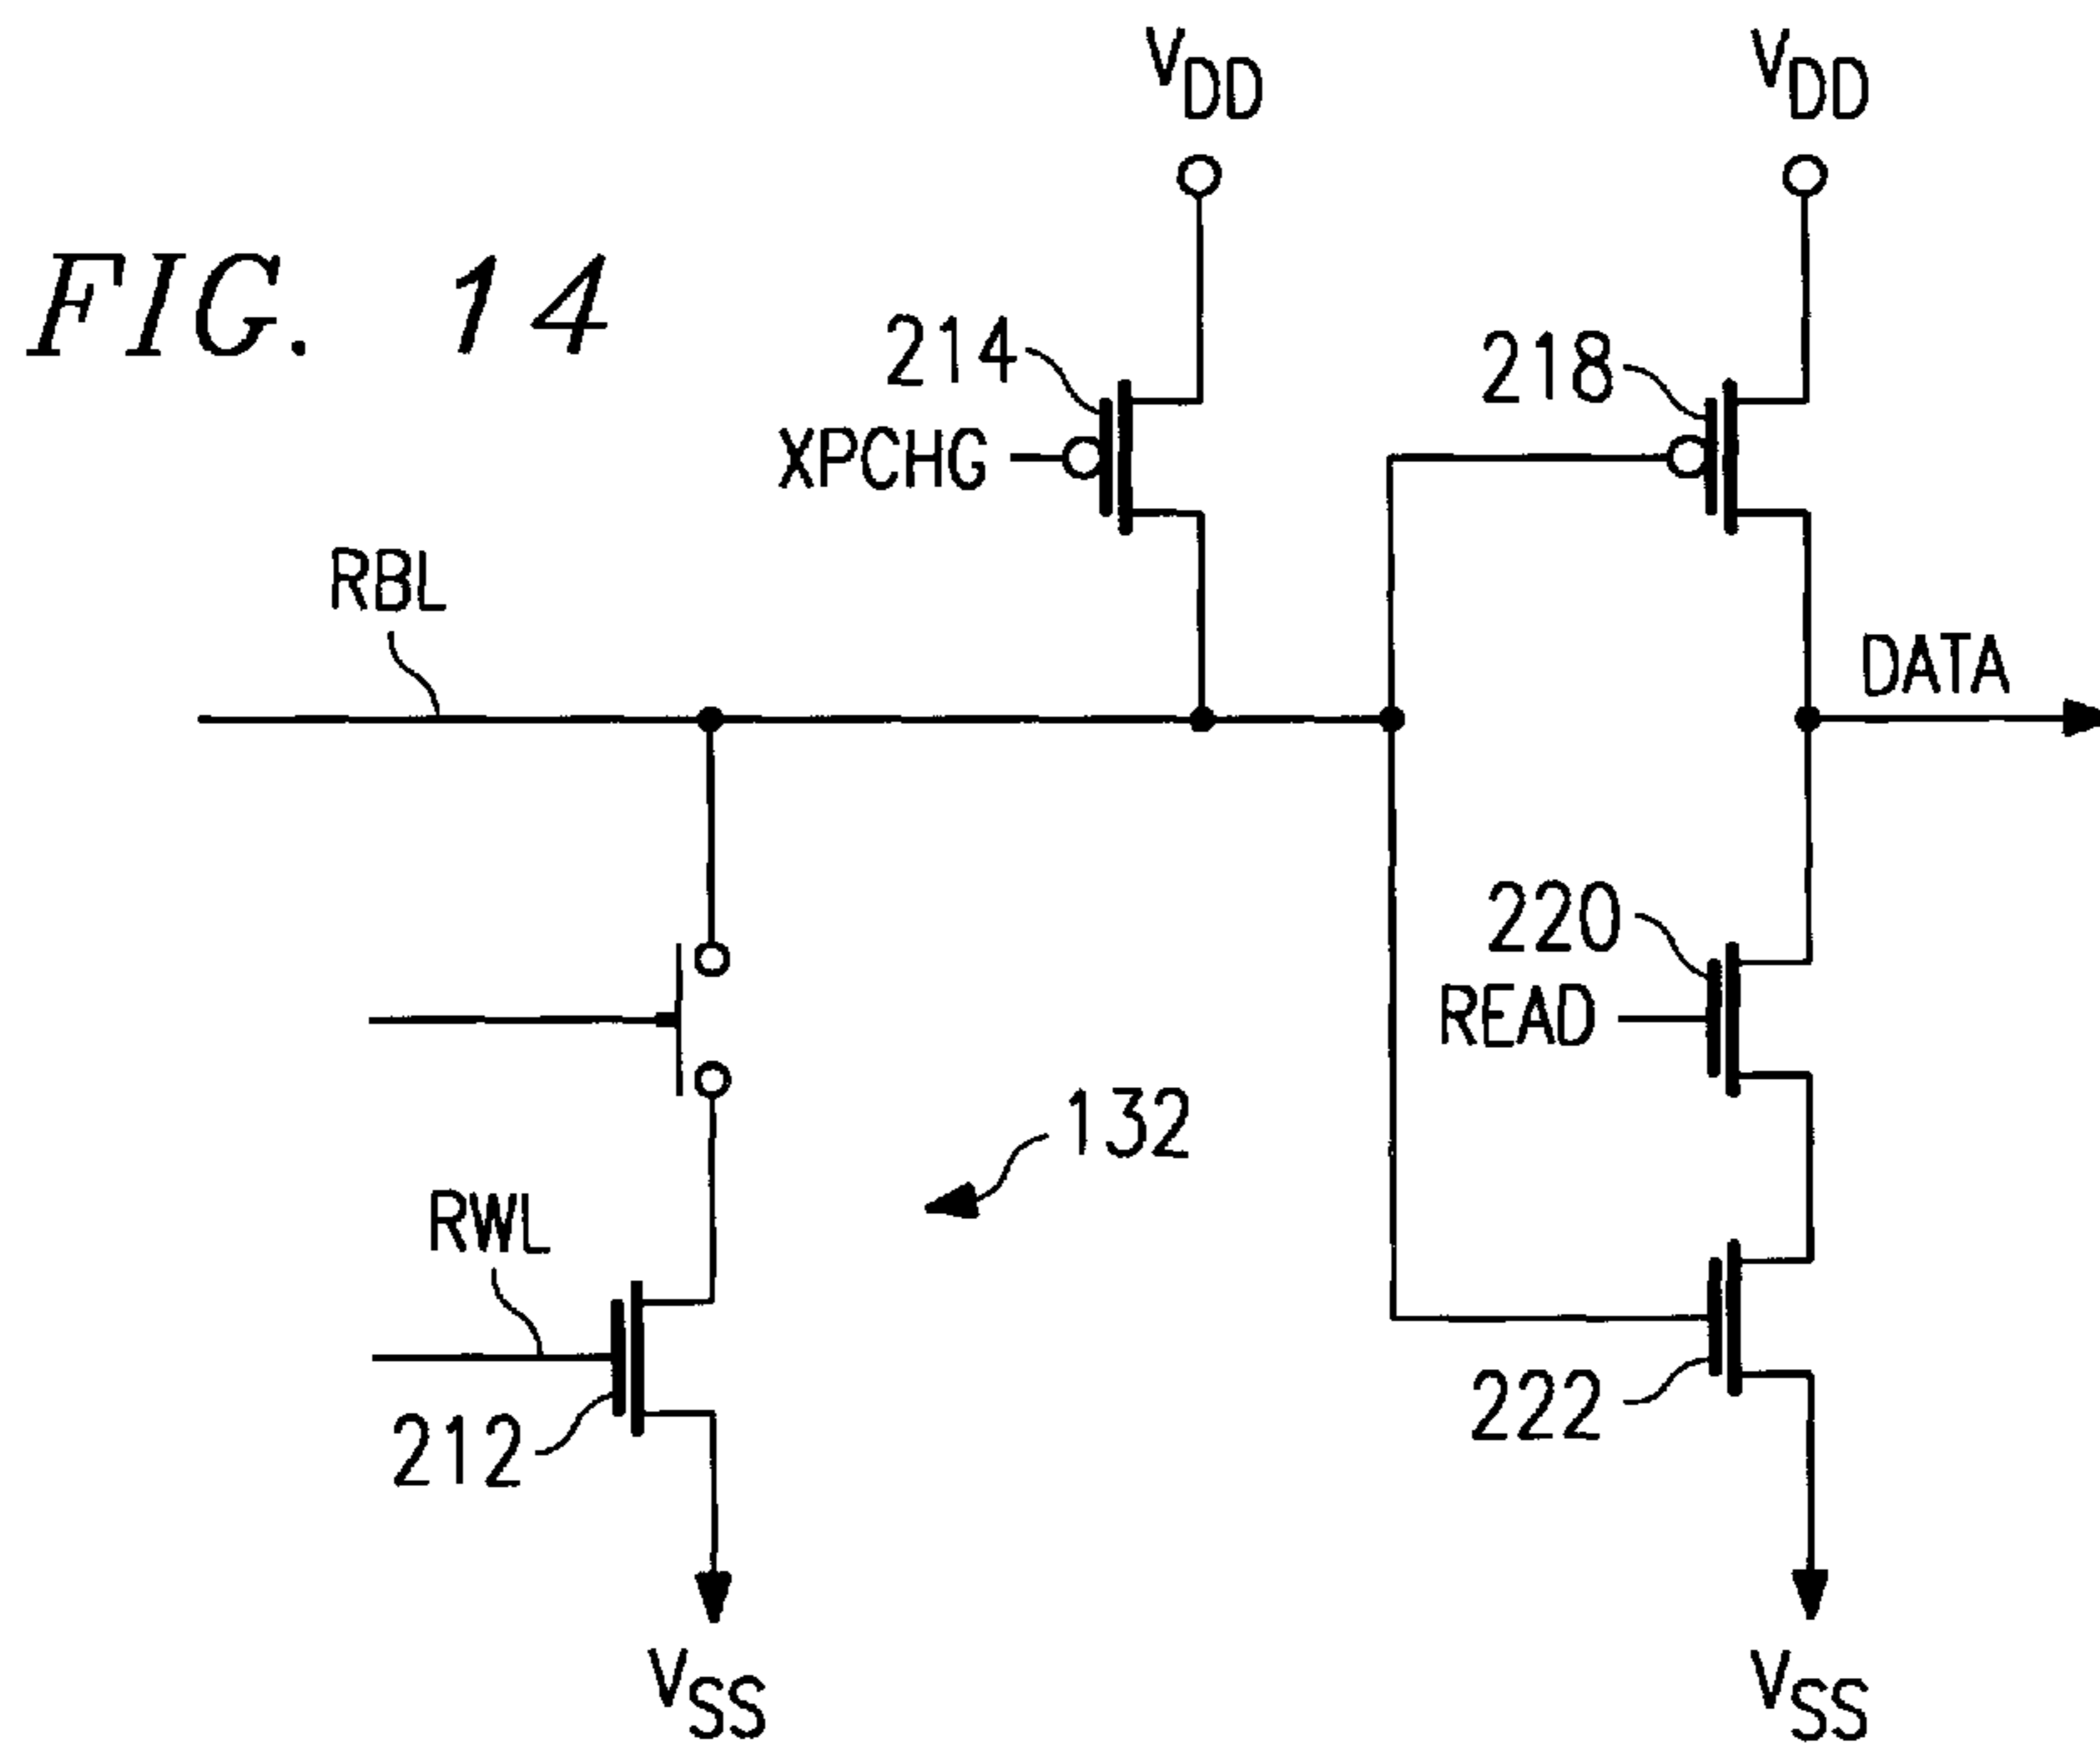 V_DD
V_DD
FIG. 14
214
218
XPCHG
RBL
DATA
220
READ
132
RWL
212
222
V_SS
V_SS